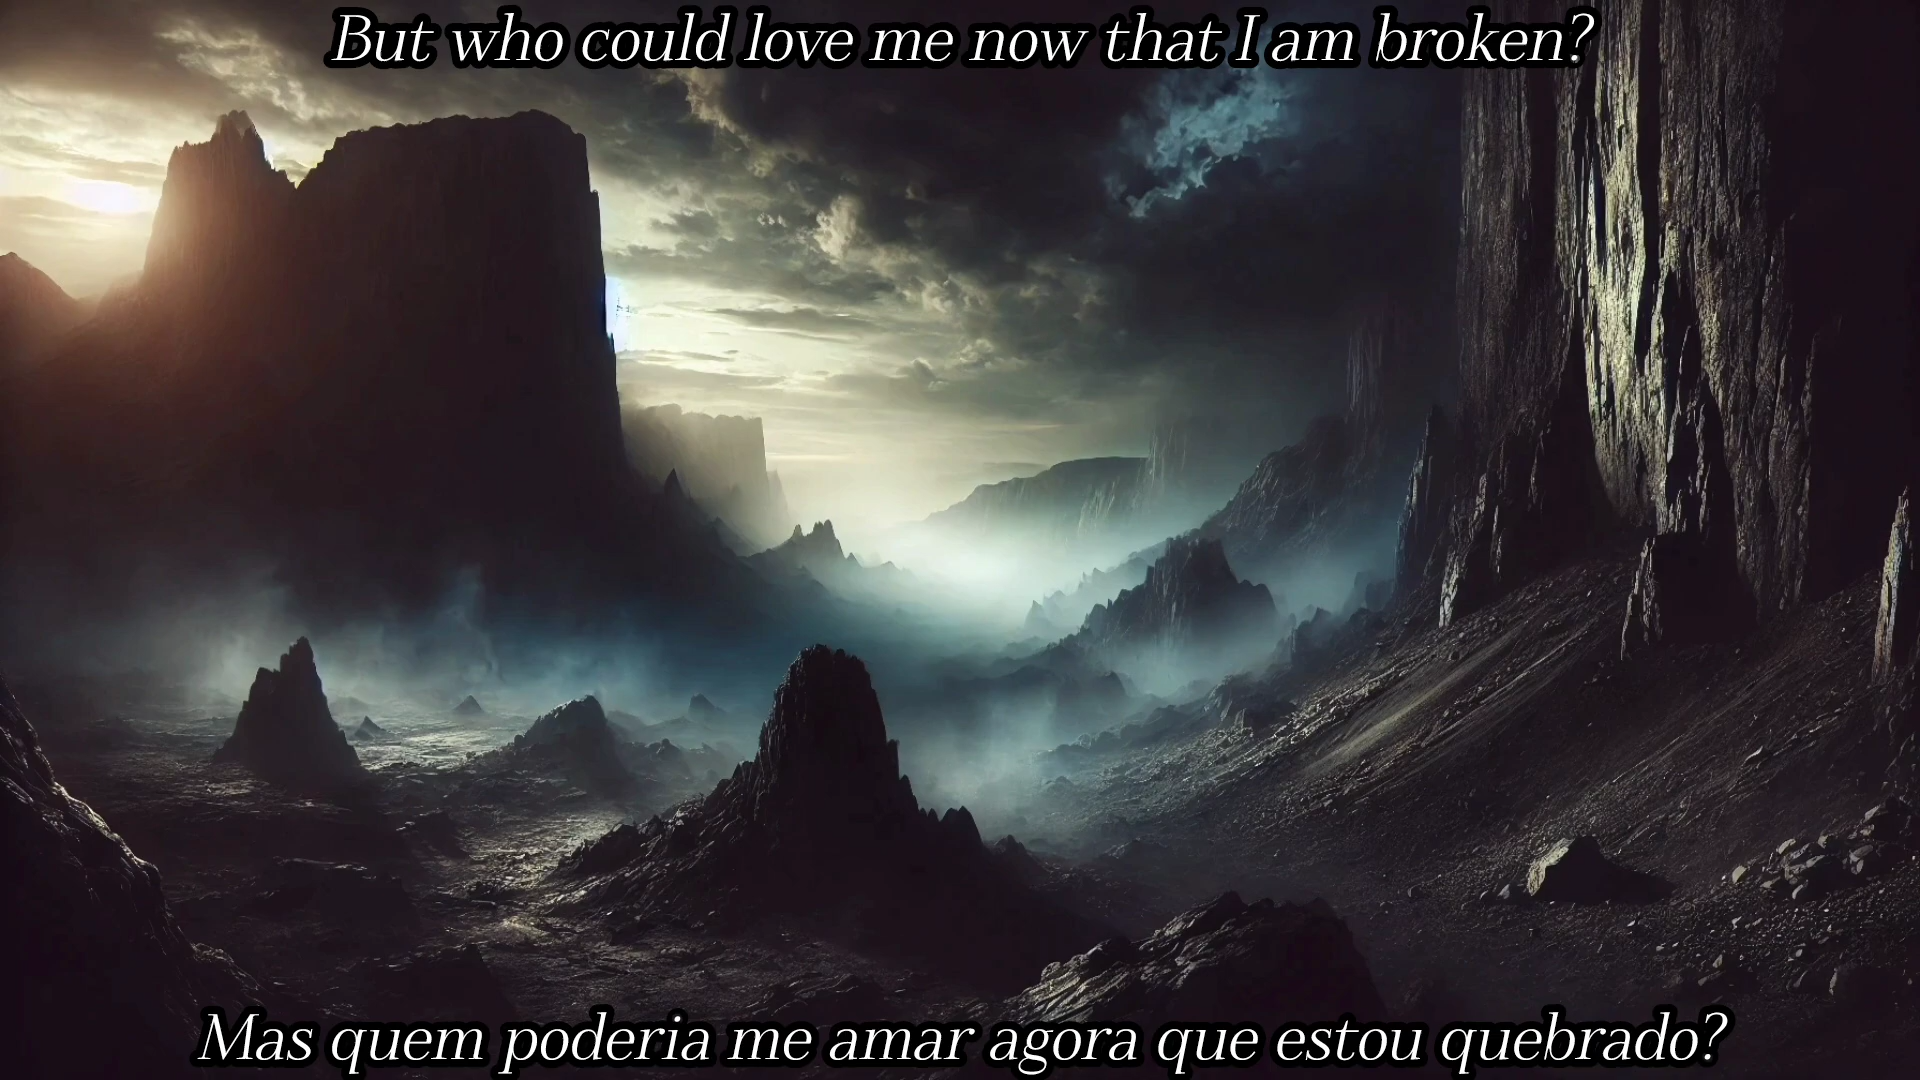 But who could love me now that I am broken?
Mas quem poderia me amar agora que estou quebrado?